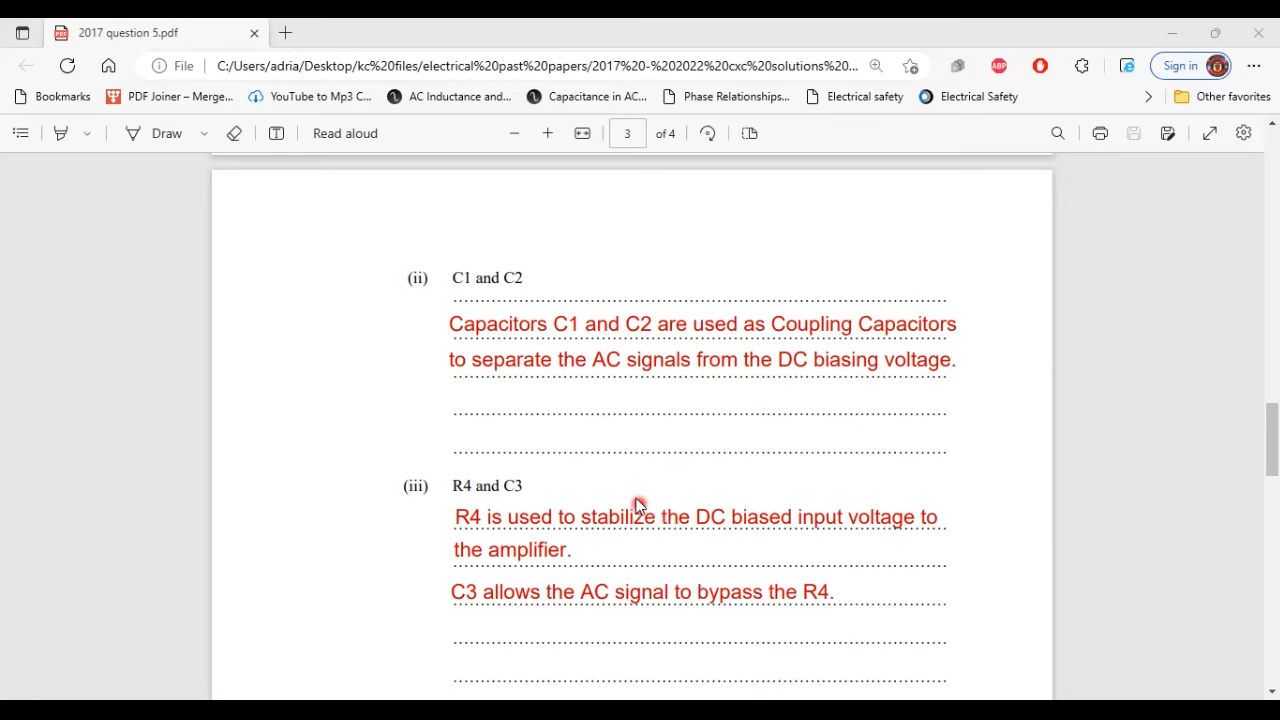 2017 question 5.pdf
File
C:/Users/adria/Desktop/kc%20files/electrical%20past%20papers/2017%20-%202022%20cxc%20solutions%...
Sign in
Bookmarks
PDF Joiner – Merge...
YouTube to Mp3 C...
AC Inductance and...
Capacitance in AC...
Phase Relationships...
Electrical safety
Electrical Safety
Other favorites
Draw
Read aloud
3 of 4
(ii) C1 and C2
Capacitors C1 and C2 are used as Coupling Capacitors
to separate the AC signals from the DC biasing voltage.
(iii) R4 and C3
R4 is used to stabilize the DC biased input voltage to
the amplifier.
C3 allows the AC signal to bypass the R4.